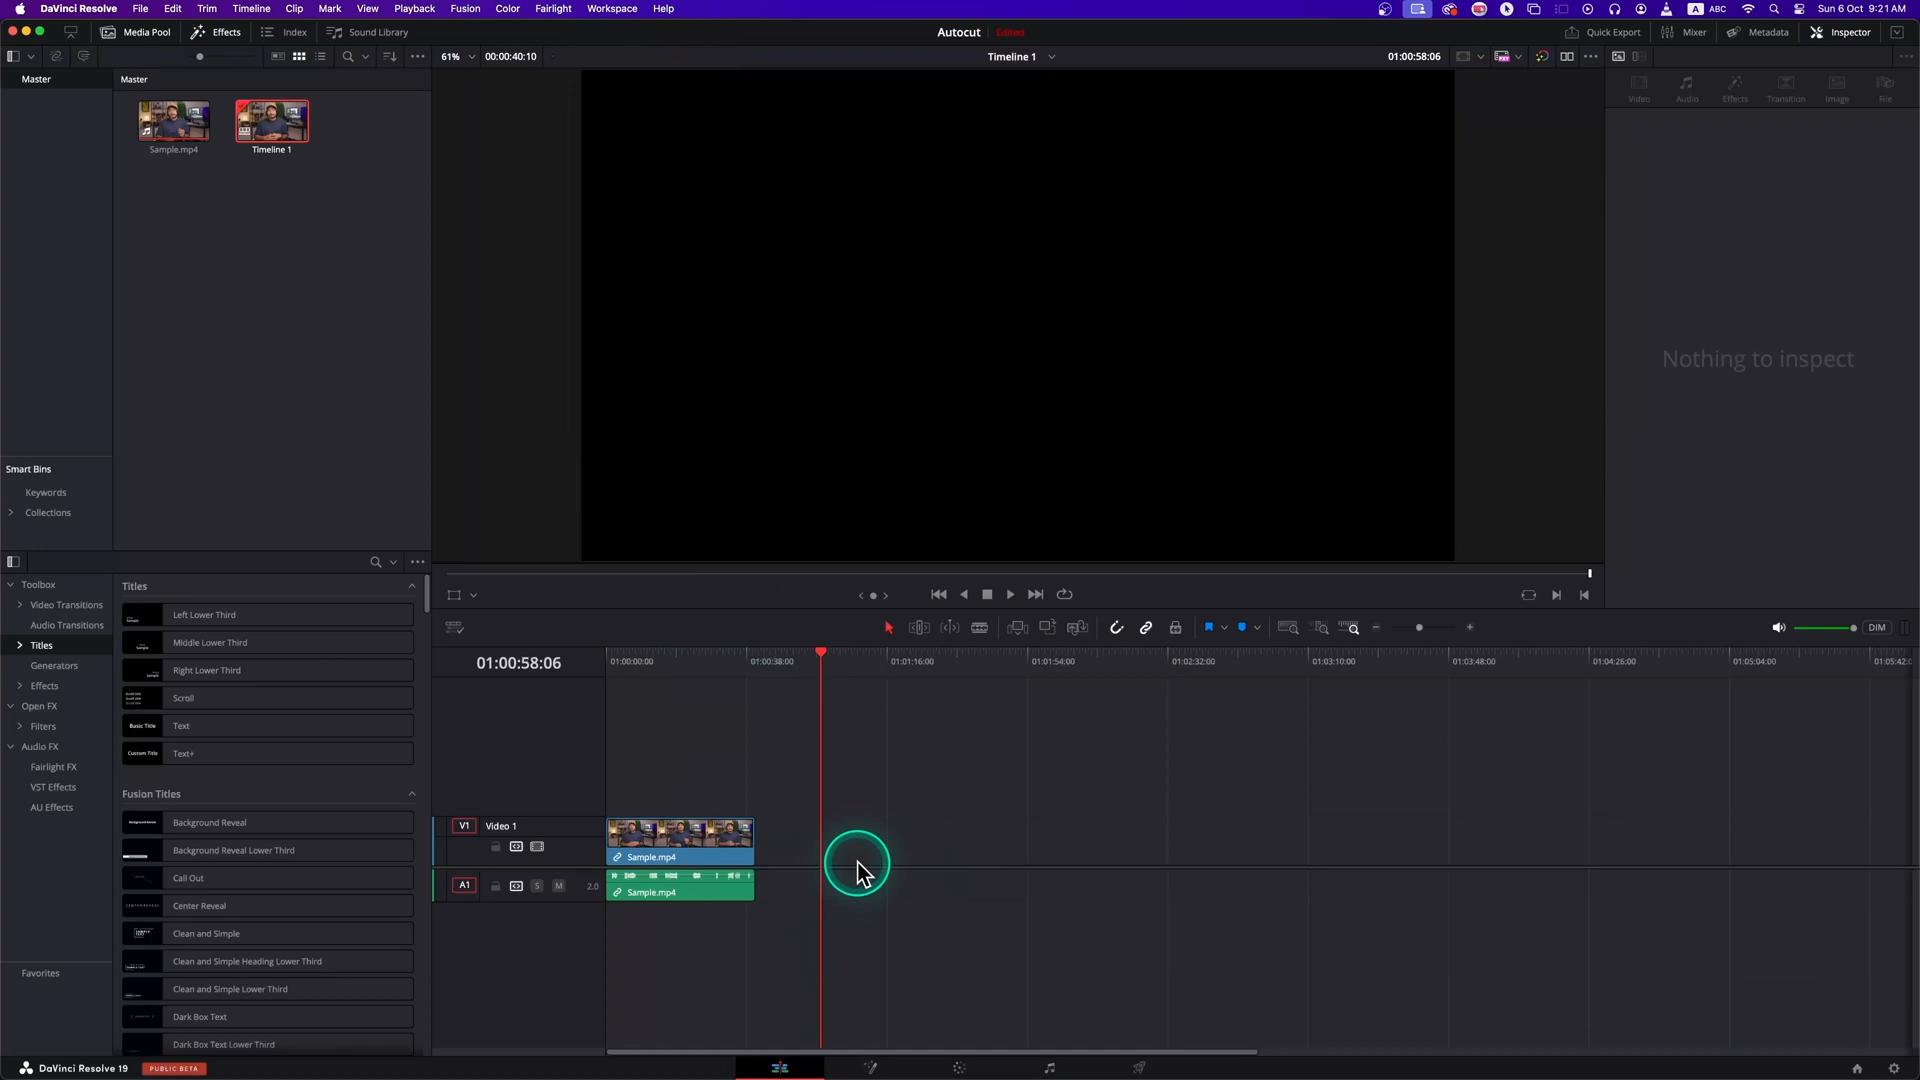 DaVinci Resolve File Edit Trim Timeline Clip Mark View Playback Fusion Color Fairlight Workspace Help A ABC Sun 6 Oct 9:21 AM
Media Pool Effects Index Sound Library Autocut Edited Quick Export Mixer Metadata Inspector
61% 00:00:40:10 Timeline 1 01:00:58:06
Master Master
Video Audio Effects Transition Image File
Sample.mp4 Timeline 1
Nothing to inspect
Smart Bins
Keywords
Collections
Toolbox
Video Transitions
Audio Transitions
Titles
Generators
Effects
Open FX
Filters
Audio FX
Fairlight FX
VST Effects
AU Effects
Favorites
Titles
Left Lower Third
Middle Lower Third
Right Lower Third
Scroll
Basic Title Text
Custom Title Text+
Fusion Titles
Background Reveal
Background Reveal Lower Third
Call Out
Center Reveal
Clean and Simple
Clean and Simple Heading Lower Third
Clean and Simple Lower Third
Dark Box Text
Dark Box Text Lower Third
DIM
01:00:58:06 01:00:00:00 01:00:38:00 01:01:16:00 01:01:54:00 01:02:32:00 01:03:10:00 01:03:48:00 01:04:26:00 01:05:04:00 01:05:42:0
V1 Video 1
Sample.mp4
A1 S M 2.0
Sample.mp4
DaVinci Resolve 19 PUBLIC BETA